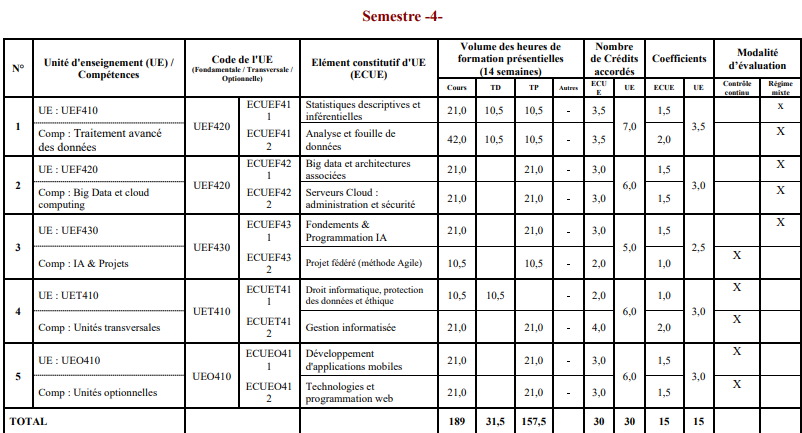 Semestre -4-
N° | Unité d'enseignement (UE) / Compétences | Code de l'UE (Fondamentale / Transversale / Optionnelle) | Elément constitutif d'UE (ECUE) | Volume des heures de formation présentielles (14 semaines) | Nombre de Crédits accordés | Coefficients | Modalité d'évaluation
Cours | TD | TP | Autres | ECUE | UE | ECUE | UE | Contrôle continu | Régime mixte
1 | UE : UEF410 | UEF420 | ECUEF411 | Statistiques descriptives et inférentielles | 21,0 | 10,5 | 10,5 | - | 3,5 | 7,0 | 1,5 | 3,5 | | x
Comp : Traitement avancé des données | ECUEF412 | Analyse et fouille de données | 42,0 | 10,5 | 10,5 | - | 3,5 | 2,0 | | X
2 | UE : UEF420 | UEF420 | ECUEF421 | Big data et architectures associées | 21,0 | | 21,0 | - | 3,0 | 6,0 | 1,5 | 3,0 | | X
Comp : Big Data et cloud computing | ECUEF422 | Serveurs Cloud : administration et sécurité | 21,0 | | 21,0 | - | 3,0 | 1,5 | | X
3 | UE : UEF430 | UEF430 | ECUEF431 | Fondements & Programmation IA | 21,0 | | 21,0 | - | 3,0 | 5,0 | 1,5 | 2,5 | | X
Comp : IA & Projets | ECUEF432 | Projet fédéré (méthode Agile) | 10,5 | | 10,5 | - | 2,0 | 1,0 | X
4 | UE : UET410 | UET410 | ECUET411 | Droit informatique, protection des données et éthique | 10,5 | 10,5 | | - | 2,0 | 6,0 | 1,0 | 3,0 | X
Comp : Unités transversales | ECUET412 | Gestion informatisée | 21,0 | | 21,0 | - | 4,0 | 2,0 | X
5 | UE : UEO410 | UEO410 | ECUEO411 | Développement d'applications mobiles | 21,0 | | 21,0 | - | 3,0 | 6,0 | 1,5 | 3,0 | X
Comp : Unités optionnelles | ECUEO412 | Technologies et programmation web | 21,0 | | 21,0 | - | 3,0 | 1,5 | X
TOTAL | 189 | 31,5 | 157,5 | | 30 | 30 | 15 | 15